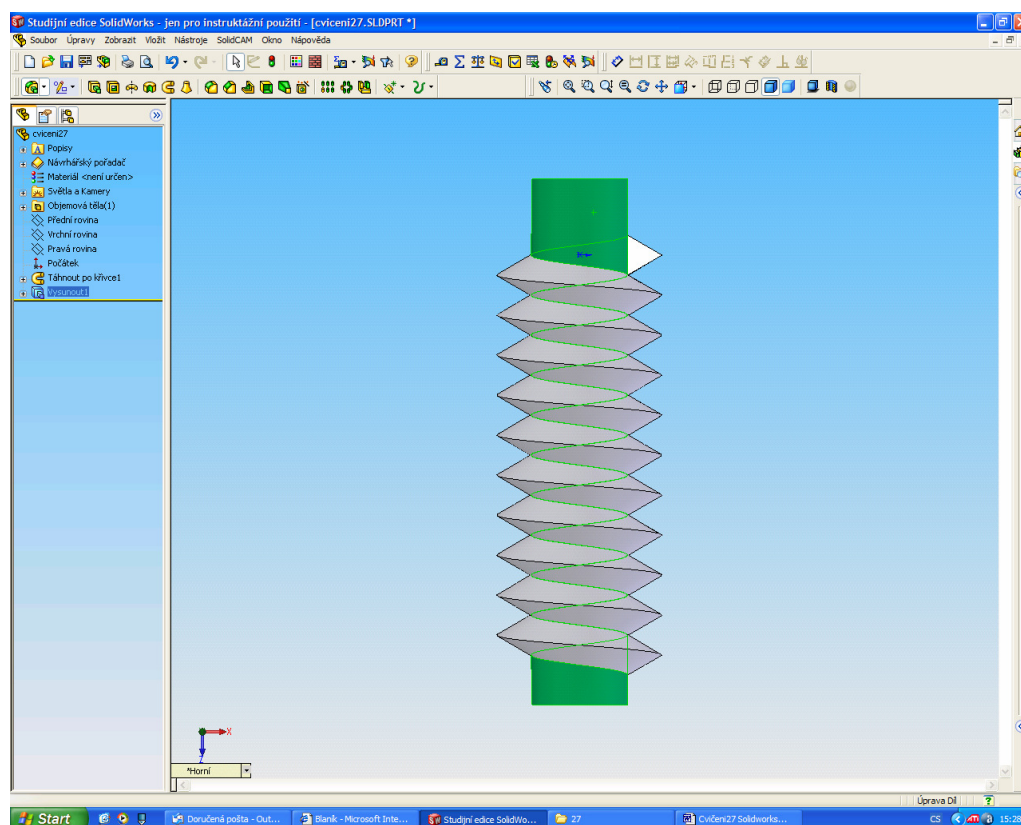 Studijní edice SolidWorks - jen pro instruktážní použití - [cviceni27.SLDPRT *]
Soubor Úpravy Zobrazit Vložit Nástroje SolidCAM Okno Nápověda
cviceni27
Popisy
Návrhářský pořadač
Materiál <není určen>
Světla a Kamery
Objemová těla(1)
Přední rovina
Vrchní rovina
Pravá rovina
Počátek
Táhnout po křivce1
Vysunout1
X
Z
*Horní
Úprava Díl
Start
Doručená pošta - Out...
Blaník - Microsoft Inte...
Studijní edice SolidWo...
27
Cvičení27 Solidworks...
CS
15:28